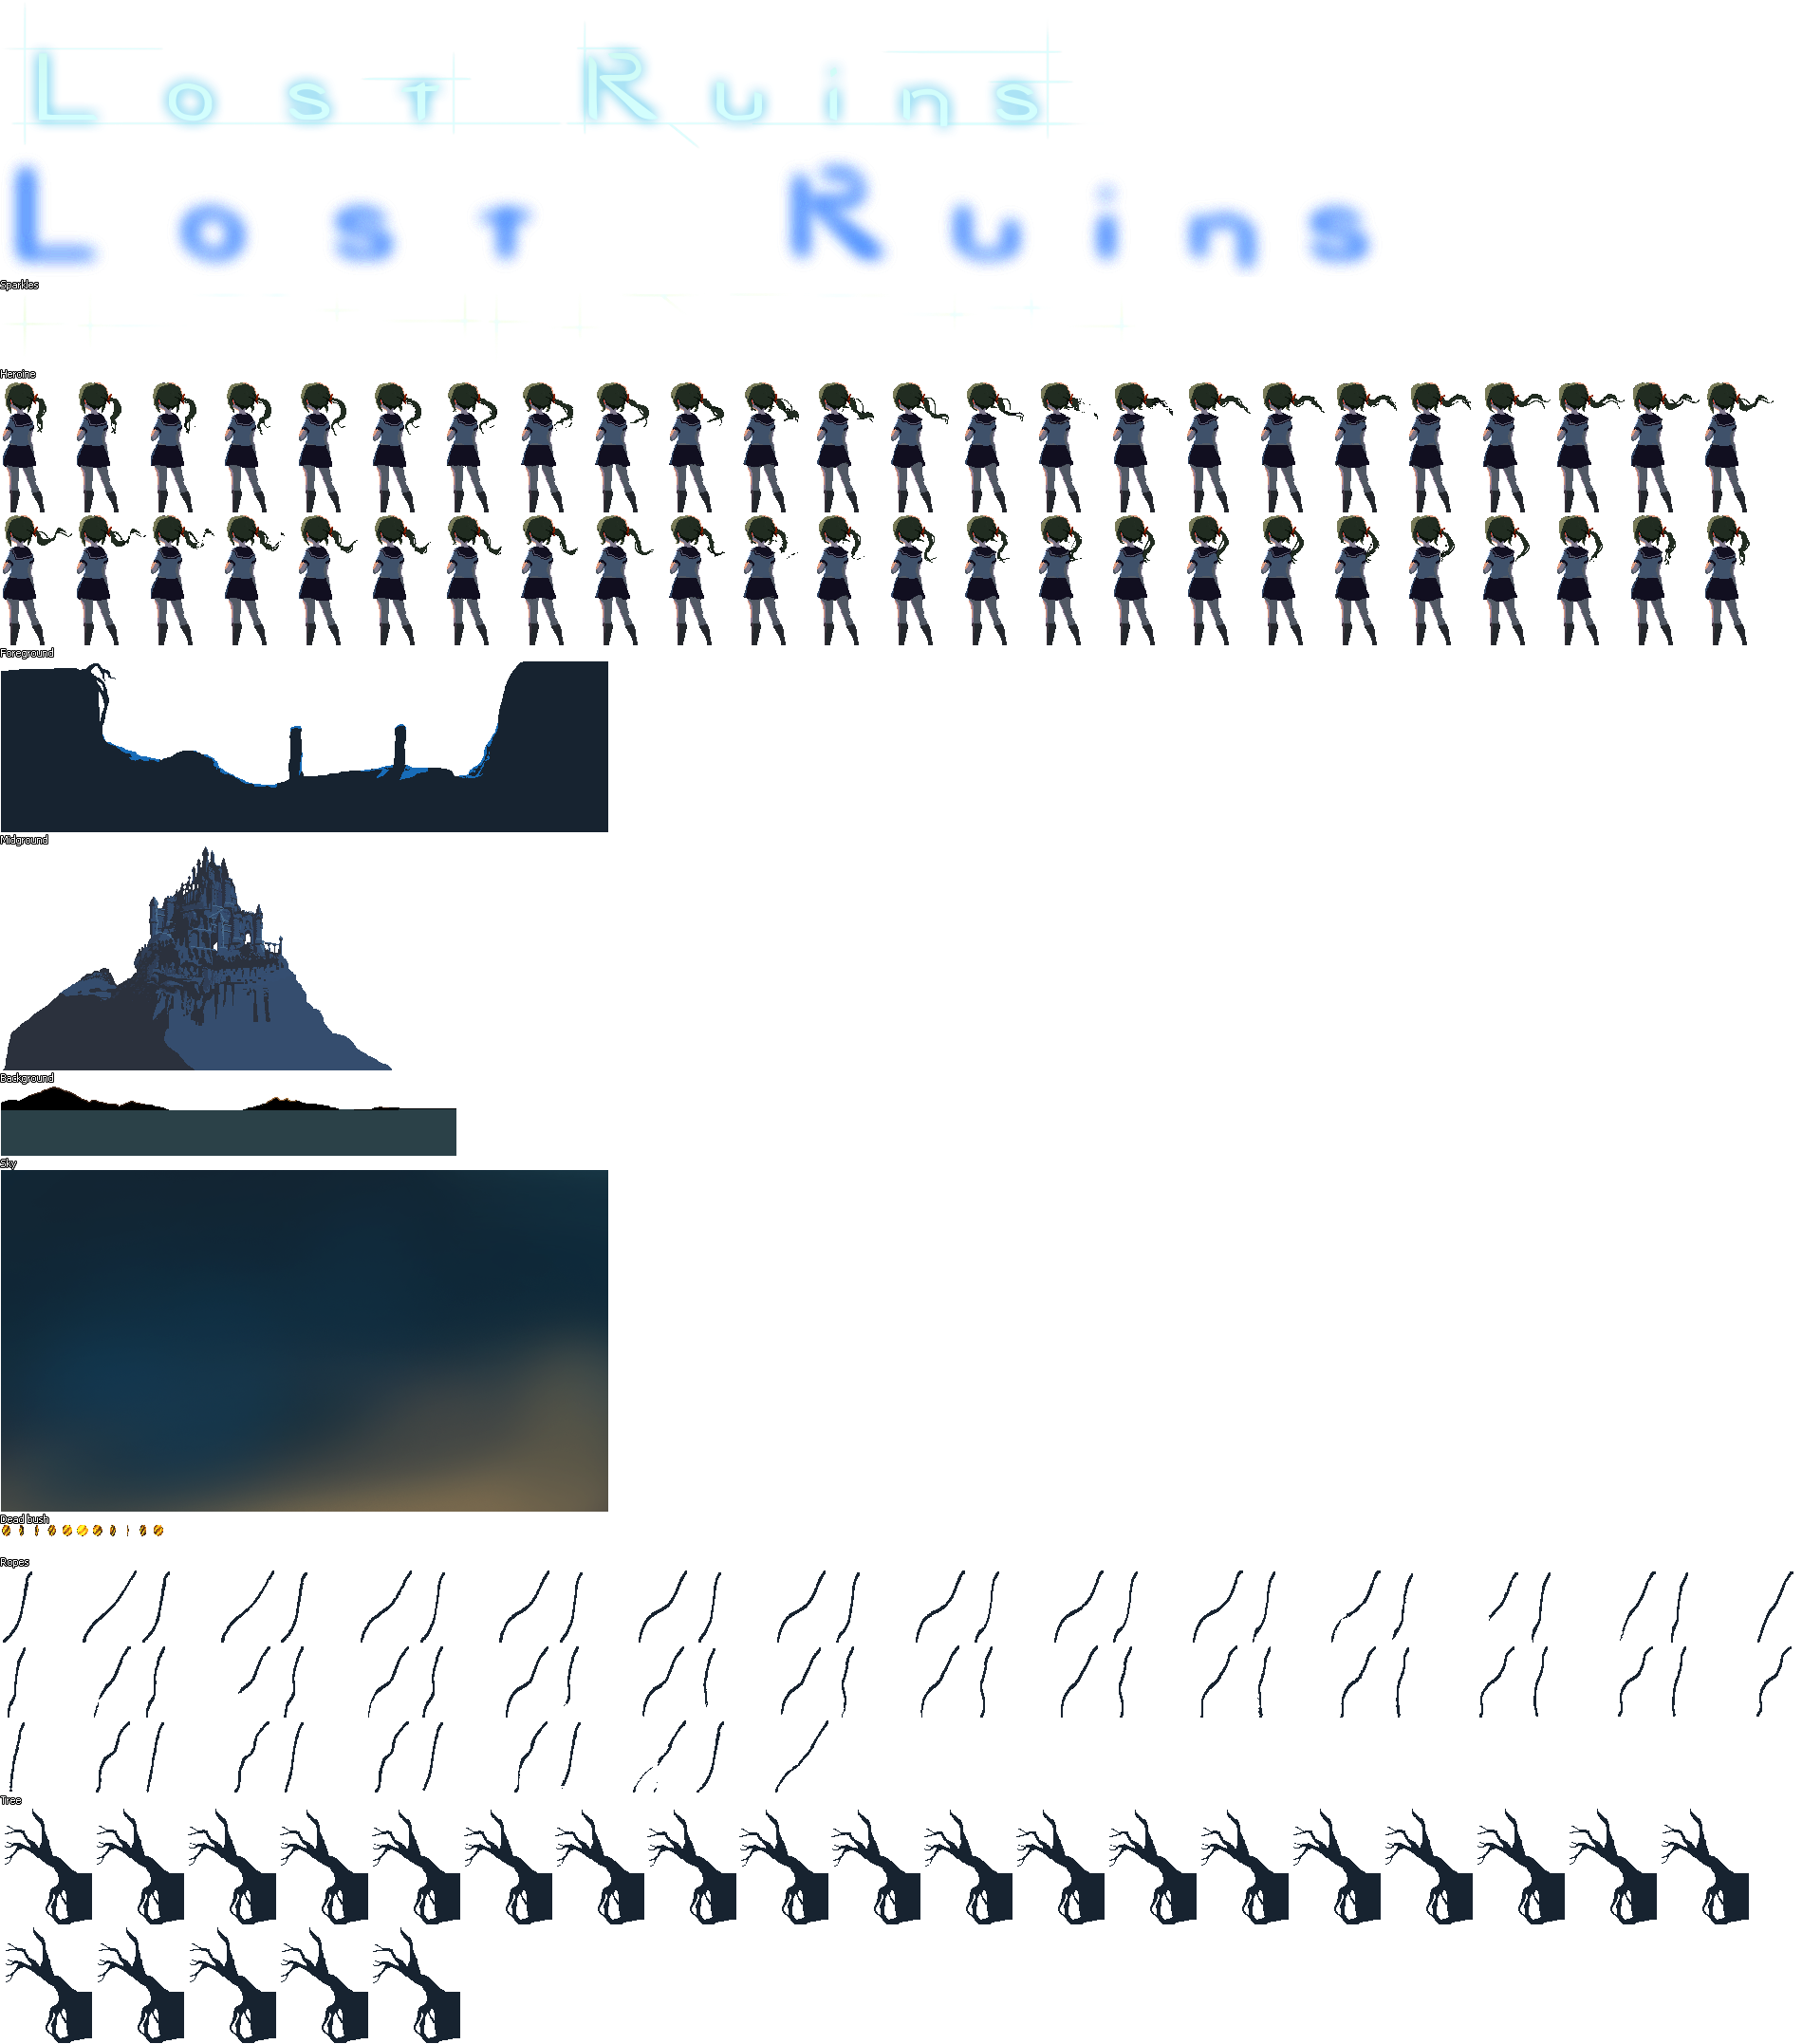 Lost Ruins
Lost Ruins
Sparkles
Heroine
Foreground
Midground
Background
Sky
Dead bush
Ropes
Tree